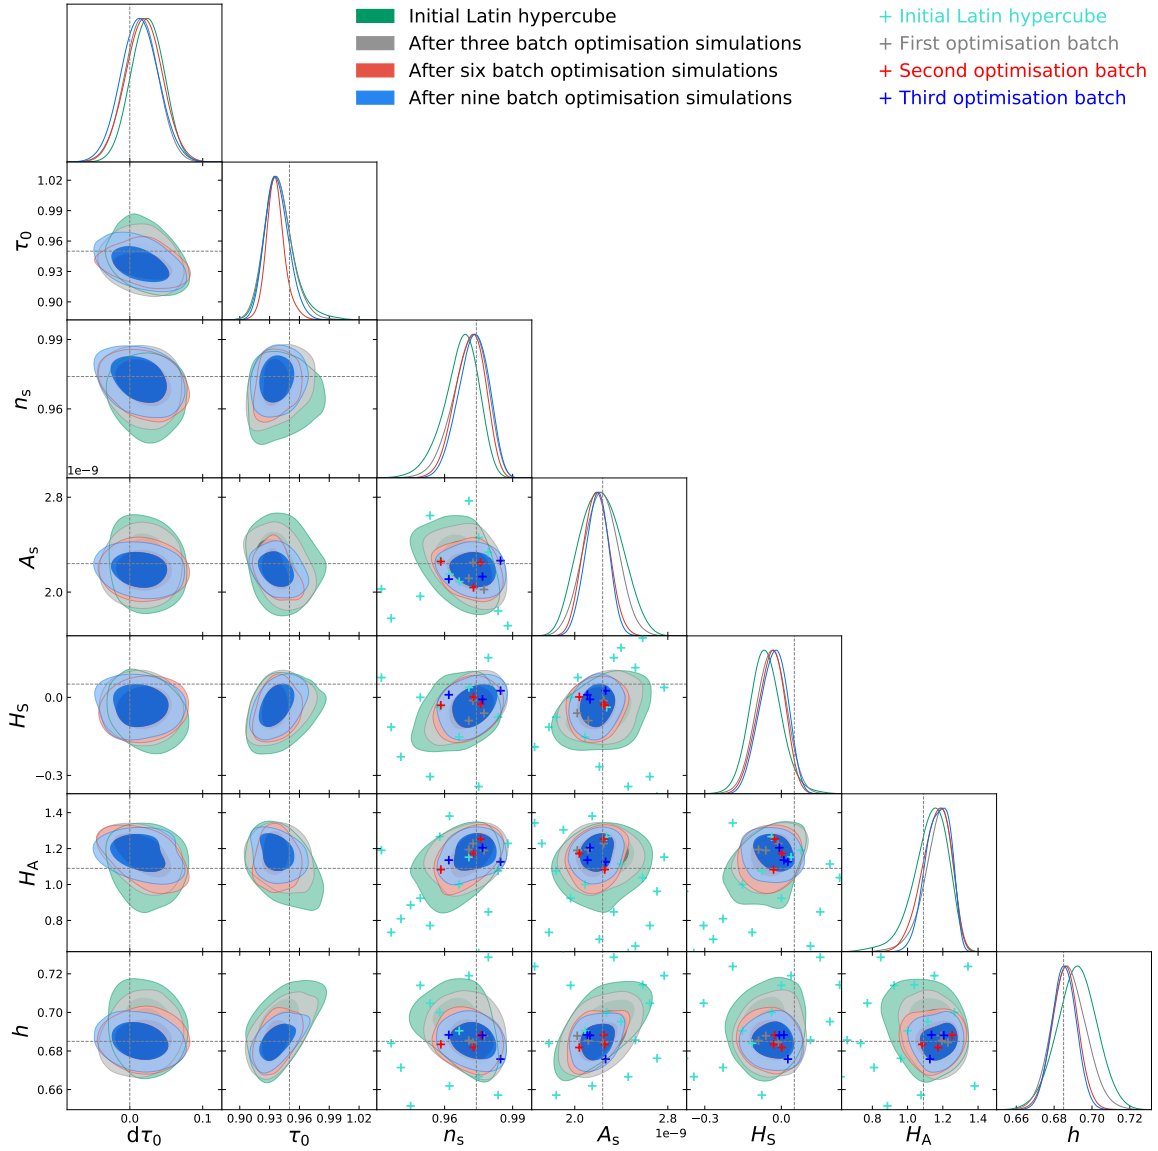 Initial Latin hypercube
After three batch optimisation simulations
After six batch optimisation simulations
After nine batch optimisation simulations
+ Initial Latin hypercube
+ First optimisation batch
+ Second optimisation batch
+ Third optimisation batch
τ₀
1.02
0.99
0.96
0.93
0.90
nₛ
0.99
0.96
1e−9
Aₛ
2.8
2.0
H_S
0.0
−0.3
H_A
1.4
1.2
1.0
0.8
h
0.72
0.70
0.68
0.66
0.0 0.1
dτ₀
0.90 0.93 0.96 0.99 1.02
τ₀
0.96 0.99
nₛ
2.0 2.8
Aₛ
1e−9
−0.3 0.0
H_S
0.8 1.0 1.2 1.4
H_A
0.66 0.68 0.70 0.72
h